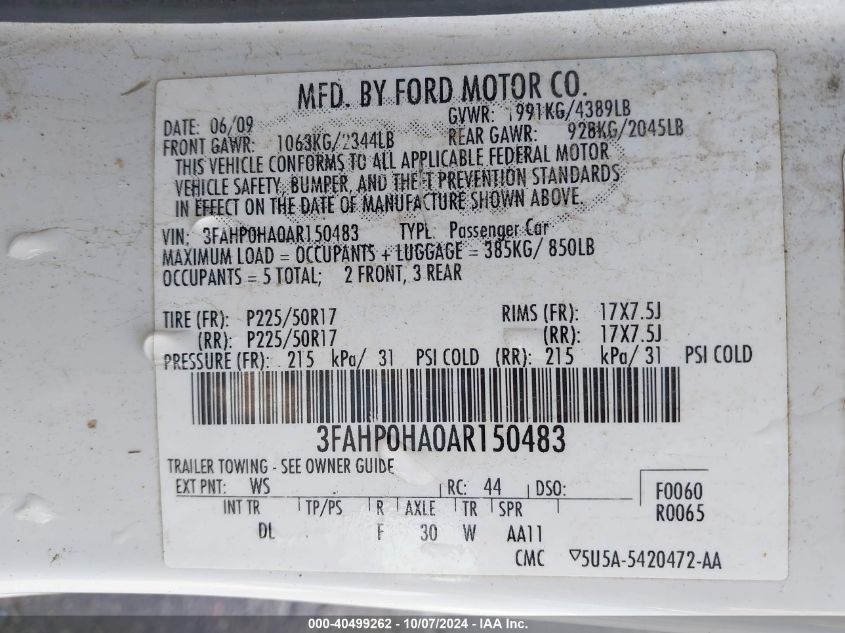 MFD. BY FORD MOTOR CO.
DATE: 06/09 GVWR: 1991KG/4389LB
FRONT GAWR: 1063KG/2344LB REAR GAWR: 928KG/2045LB
THIS VEHICLE CONFORMS TO ALL APPLICABLE FEDERAL MOTOR
VEHICLE SAFETY, BUMPER, AND THEFT PREVENTION STANDARDS
IN EFFECT ON THE DATE OF MANUFACTURE SHOWN ABOVE.
VIN: 3FAHP0HA0AR150483 TYPE: Passenger Car
MAXIMUM LOAD = OCCUPANTS + LUGGAGE = 385KG/ 850LB
OCCUPANTS = 5 TOTAL; 2 FRONT, 3 REAR
TIRE (FR): P225/50R17 RIMS (FR): 17X7.5J
(RR): P225/50R17 (RR): 17X7.5J
PRESSURE (FR): 215 kPa/ 31 PSI COLD (RR): 215 kPa/ 31 PSI COLD
3FAHP0HA0AR150483
TRAILER TOWING - SEE OWNER GUIDE
EXT PNT: WS RC: 44 DSO: F0060
INT TR TP/PS R AXLE TR SPR R0065
DL F 30 W AA11
CMC ▽5U5A-5420472-AA
000-40499262 - 10/07/2024 - IAA Inc.